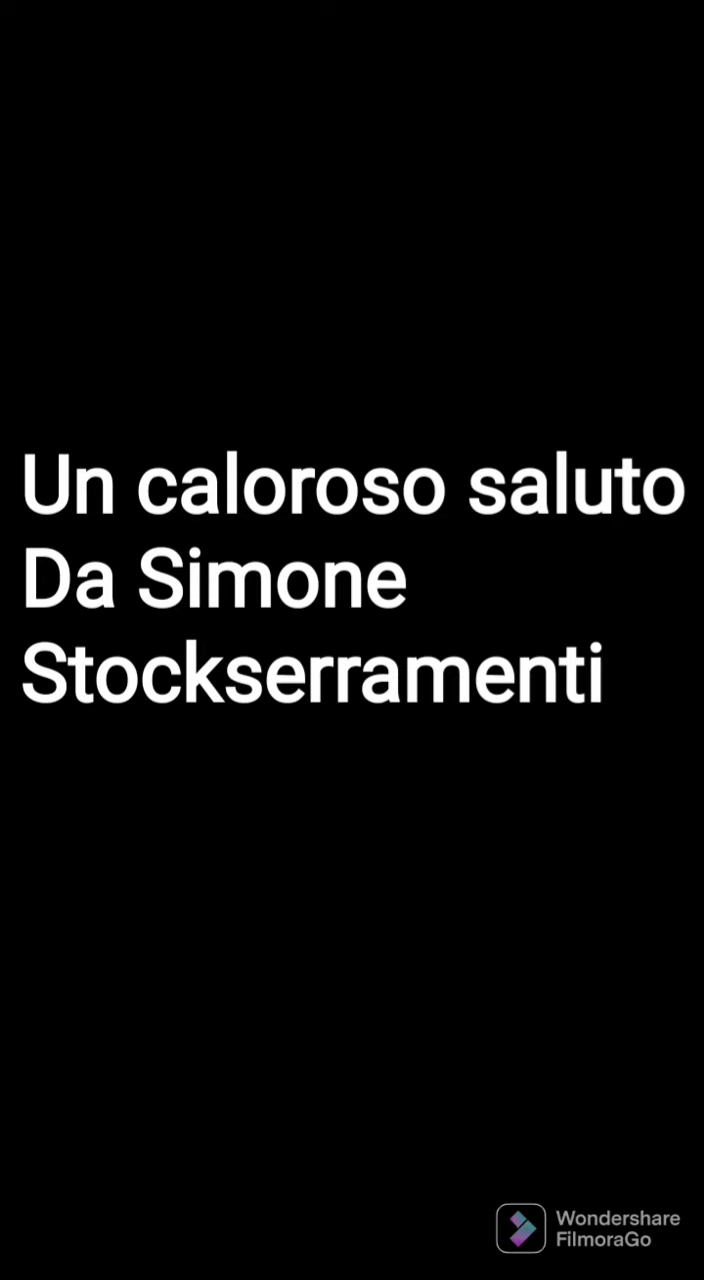 Un caloroso saluto
Da Simone
Stockserramenti
Wondershare
FilmoraGo